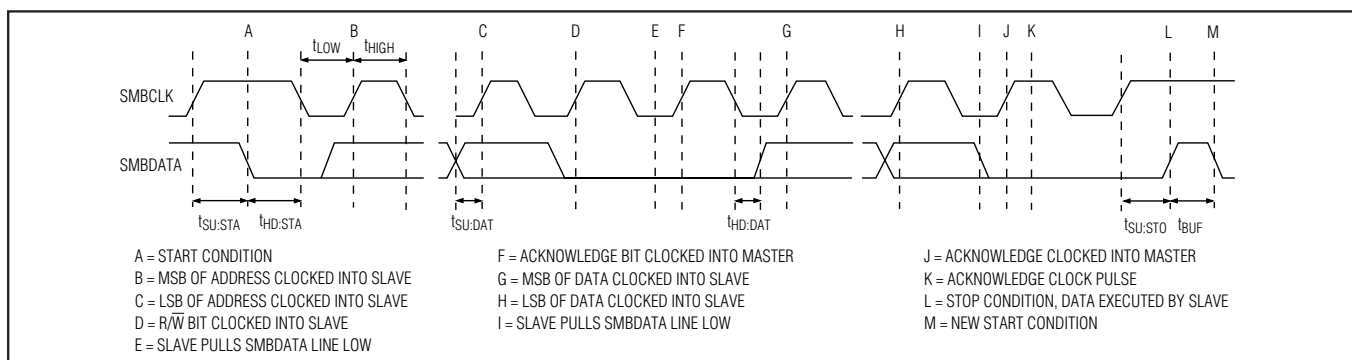 A B C D E F G H I J K L M
tLOW tHIGH
SMBCLK
SMBDATA
tSU:STA tHD:STA tSU:DAT tHD:DAT tSU:STO tBUF
A = START CONDITION
B = MSB OF ADDRESS CLOCKED INTO SLAVE
C = LSB OF ADDRESS CLOCKED INTO SLAVE
D = R/W̅ BIT CLOCKED INTO SLAVE
E = SLAVE PULLS SMBDATA LINE LOW
F = ACKNOWLEDGE BIT CLOCKED INTO MASTER
G = MSB OF DATA CLOCKED INTO SLAVE
H = LSB OF DATA CLOCKED INTO SLAVE
I = SLAVE PULLS SMBDATA LINE LOW
J = ACKNOWLEDGE CLOCKED INTO MASTER
K = ACKNOWLEDGE CLOCK PULSE
L = STOP CONDITION, DATA EXECUTED BY SLAVE
M = NEW START CONDITION